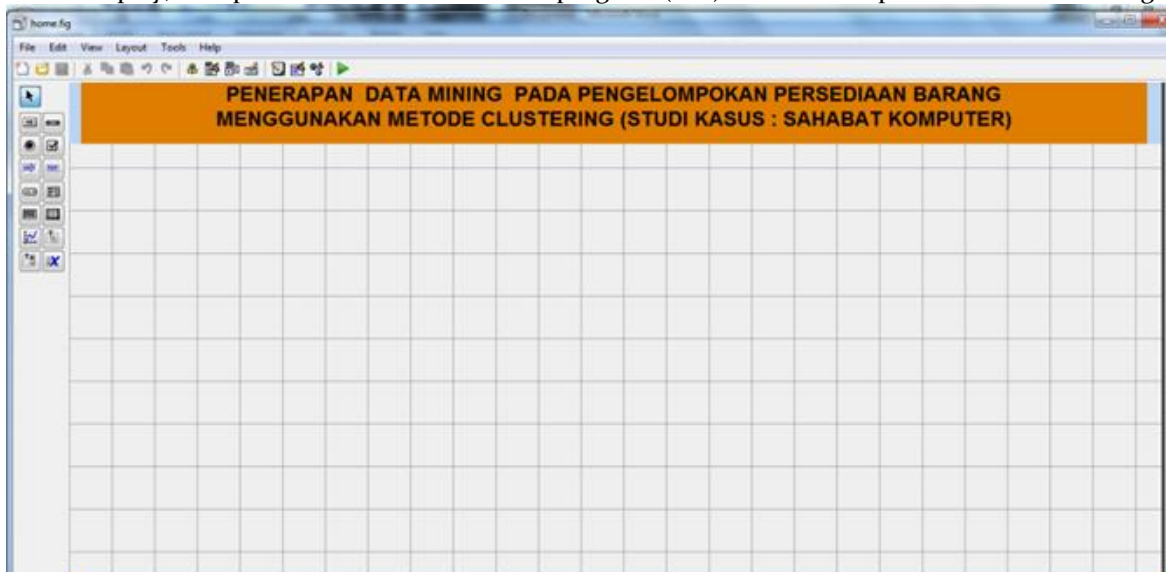 home.fig
File Edit View Layout Tools Help
PENERAPAN DATA MINING PADA PENGELOMPOKAN PERSEDIAAN BARANG
MENGGUNAKAN METODE CLUSTERING (STUDI KASUS : SAHABAT KOMPUTER)